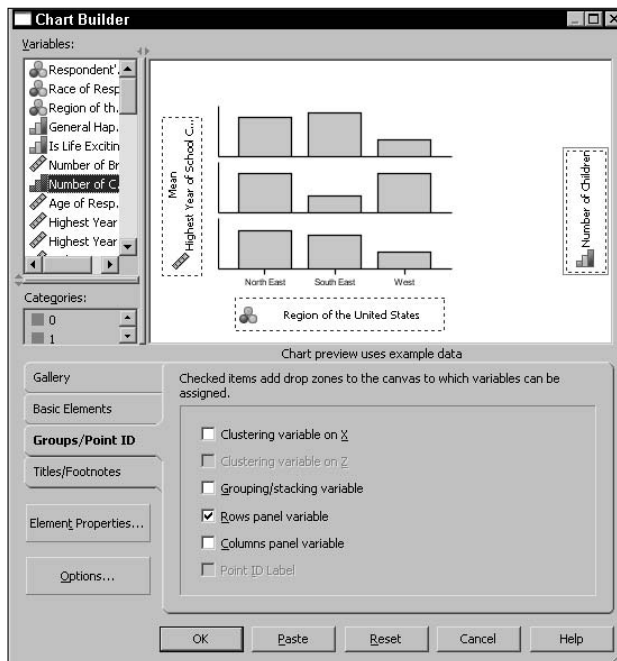 Chart Builder
Variables:
Respondent'.
Race of Resp
Region of th.
General Hap.
Is Life Excitin
Number of Br
Number of C.
Age of Resp.
Highest Year
Highest Year
Categories:
0
1
Mean
Highest Year of School C...
North East
South East
West
Region of the United States
Number of Children
Chart preview uses example data
Gallery
Basic Elements
Groups/Point ID
Titles/Footnotes
Element Properties...
Options...
Checked items add drop zones to the canvas to which variables can be
assigned.
Clustering variable on X
Clustering variable on Z
Grouping/stacking variable
Rows panel variable
Columns panel variable
Point ID Label
OK
Paste
Reset
Cancel
Help